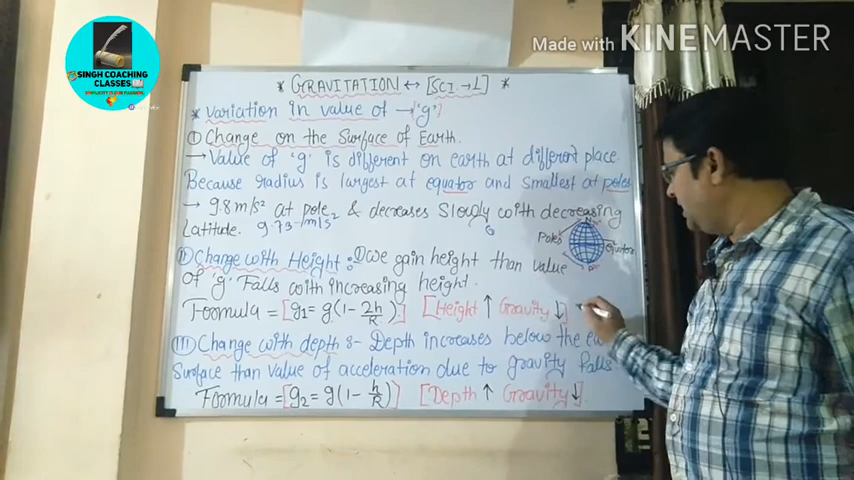 Made with KINEMASTER
SINGH COACHING
CLASSES
* GRAVITATION ↔ [SCI. → L] *
* Variation in value of → 'g'
I Change on the Surface of Earth.
→ Value of 'g' is different on earth at different place.
Because radius is largest at equator and smallest at poles
→ 9.8 m/s² at pole & decreases Slowly with decreasing
Latitude. 9.73 m/s²
N
Poles
Equator
II Change with Height :- we gain height than value
of 'g' Falls with increasing height.
Formula = [g1 = g(1 - 2h/R)] [Height ↑ Gravity ↓]
III Change with depth :- Depth increases below the
Surface than value of acceleration due to gravity Falls
Formula = [g2 = g(1 - h/R)] [Depth ↑ Gravity ↓]